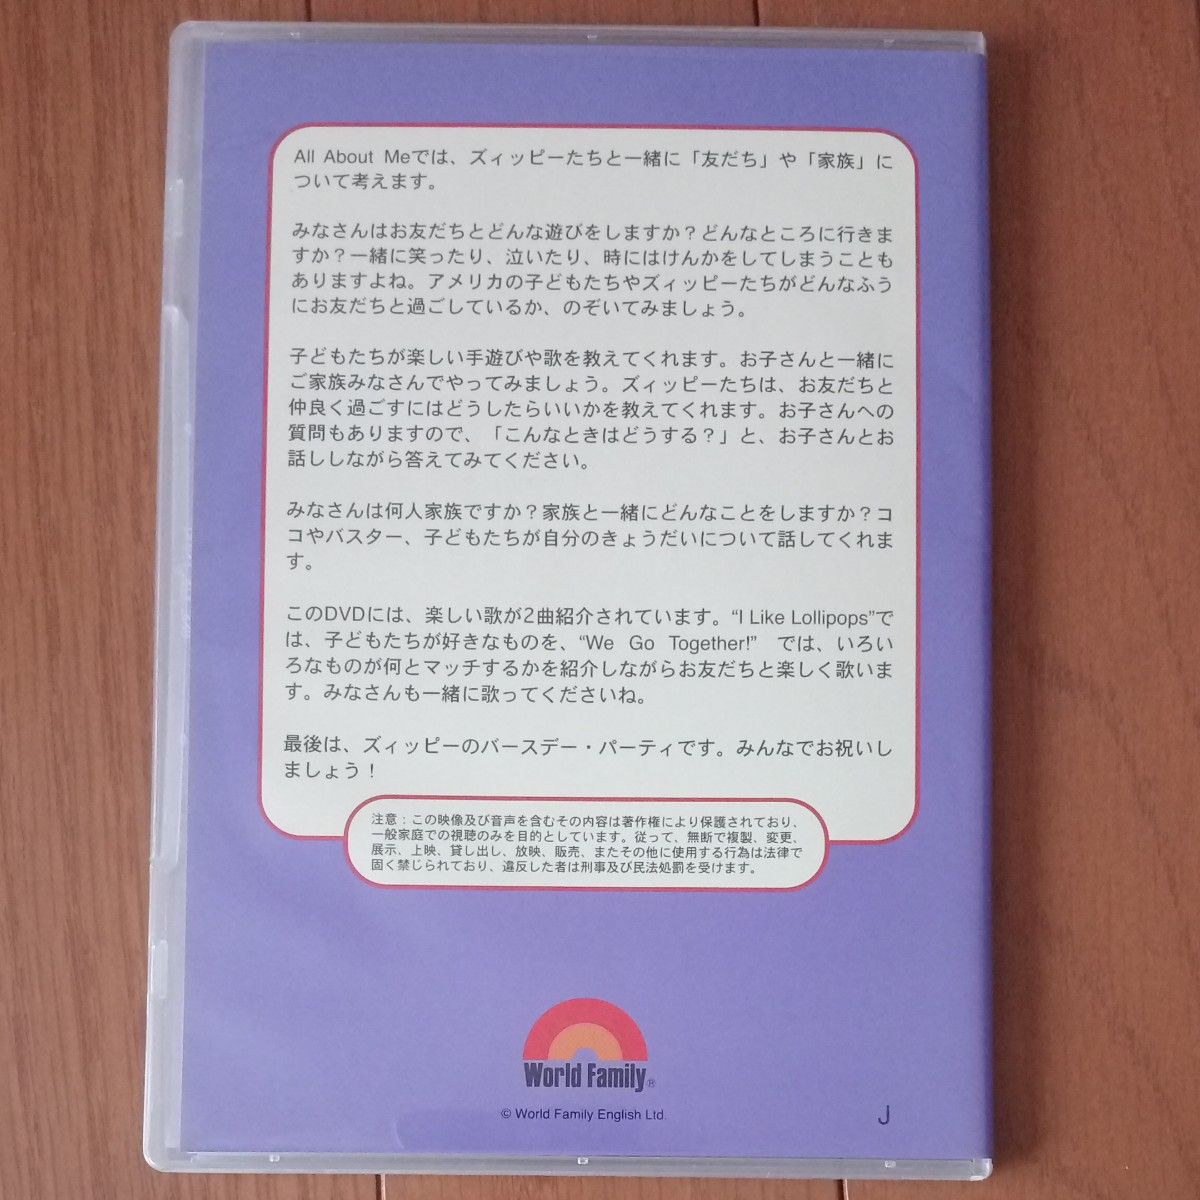 All About Meでは、ズィッピーたちと一緒に「友だち」や「家族」に
ついて考えます。
みなさんはお友だちとどんな遊びをしますか？どんなところに行きま
すか？一緒に笑ったり、泣いたり、時にはけんかをしてしまうことも
ありますよね。アメリカの子どもたちやズィッピーたちがどんなふう
にお友だちと過ごしているか、のぞいてみましょう。
子どもたちが楽しい手遊びや歌を教えてくれます。お子さんと一緒に
ご家族みなさんでやってみましょう。ズィッピーたちは、お友だちと
仲良く過ごすにはどうしたらいいかを教えてくれます。お子さんへの
質問もありますので、「こんなときはどうする？」と、お子さんとお
話ししながら答えてみてください。
みなさんは何人家族ですか？家族と一緒にどんなことをしますか？コ
コやバスター、子どもたちが自分のきょうだいについて話してくれま
す。
このDVDには、楽しい歌が2曲紹介されています。“I Like Lollipops”で
は、子どもたちが好きなものを、“We Go Together!” では、いろい
ろなものが何とマッチするかを紹介しながらお友だちと楽しく歌いま
す。みなさんも一緒に歌ってくださいね。
最後は、ズィッピーのバースデー・パーティです。みんなでお祝いし
ましょう！
注意：この映像及び音声を含むその内容は著作権により保護されており、
一般家庭での視聴のみを目的としています。従って、無断で複製、変更、
展示、上映、貸し出し、放映、販売、またその他に使用する行為は法律で
固く禁じられており、違反した者は刑事及び民法処罰を受けます。
World Family®
© World Family English Ltd.
J